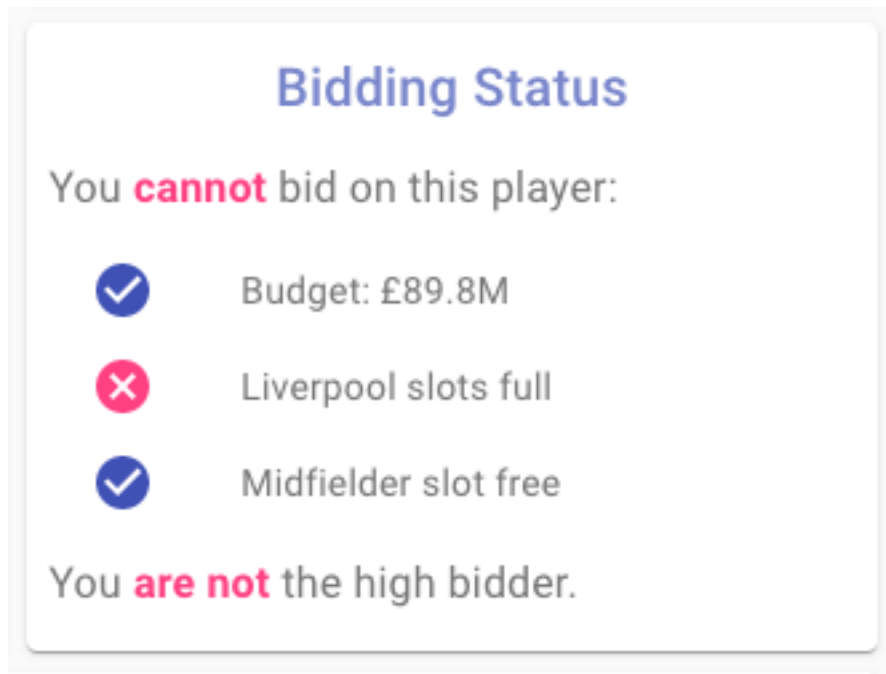 Bidding Status
You cannot bid on this player:
Budget: £89.8M
Liverpool slots full
Midfielder slot free
You are not the high bidder.